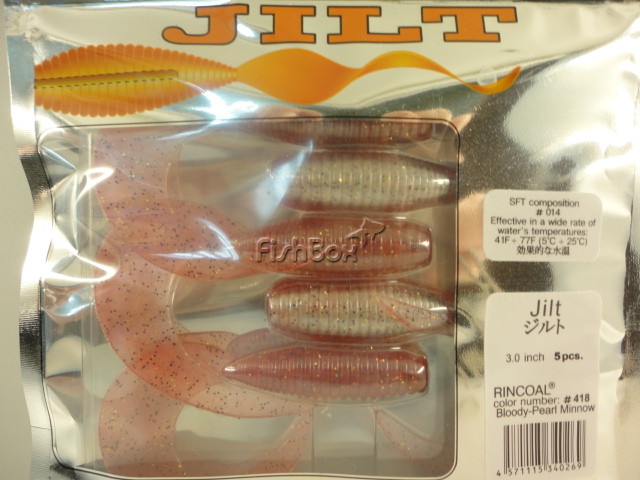 JILT
FishBox
SFT composition
# 014
Effective in a wide rate of
water's temperatures:
41F ÷ 77F (5°C ÷ 25°C)
効果的な水温
Jilt
ジルト
3.0 inch 5pcs.
RINCOAL®
color number: # 418
Bloody-Pearl Minnow
4 571115 340269